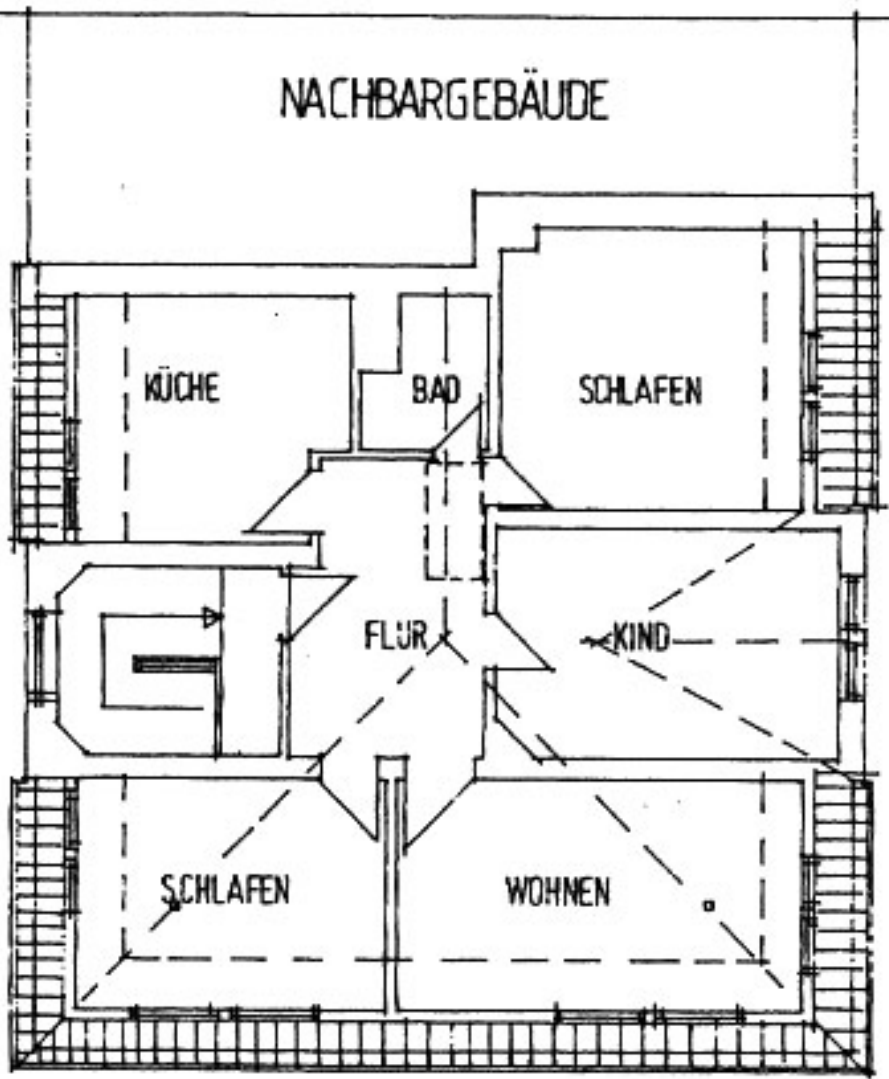 NACHBARGEBÄUDE
KÜCHE
BAD
SCHLAFEN
FLUR
KIND
SCHLAFEN
WOHNEN